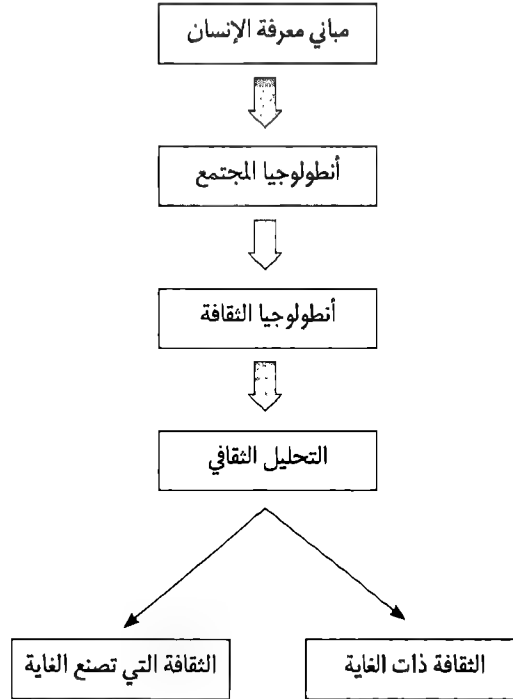 مباني معرفة الإنسان
أنطولوجيا المجتمع
أنطولوجيا الثقافة
التحليل الثقافي
الثقافة ذات الغاية
الثقافة التي تصنع الغاية